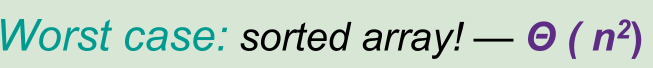 Worst case: sorted array! — Θ ( n²)